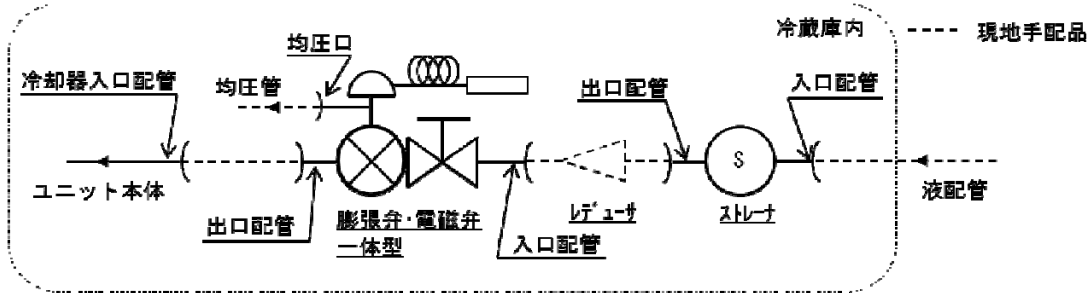 冷蔵庫内
現地手配品
均圧口
冷却器入口配管
均圧管
出口配管
入口配管
S
ユニット本体
液配管
出口配管
膨張弁・電磁弁
一体型
入口配管
ﾚﾃﾞｭｰｻ
ｽﾄﾚｰﾅ